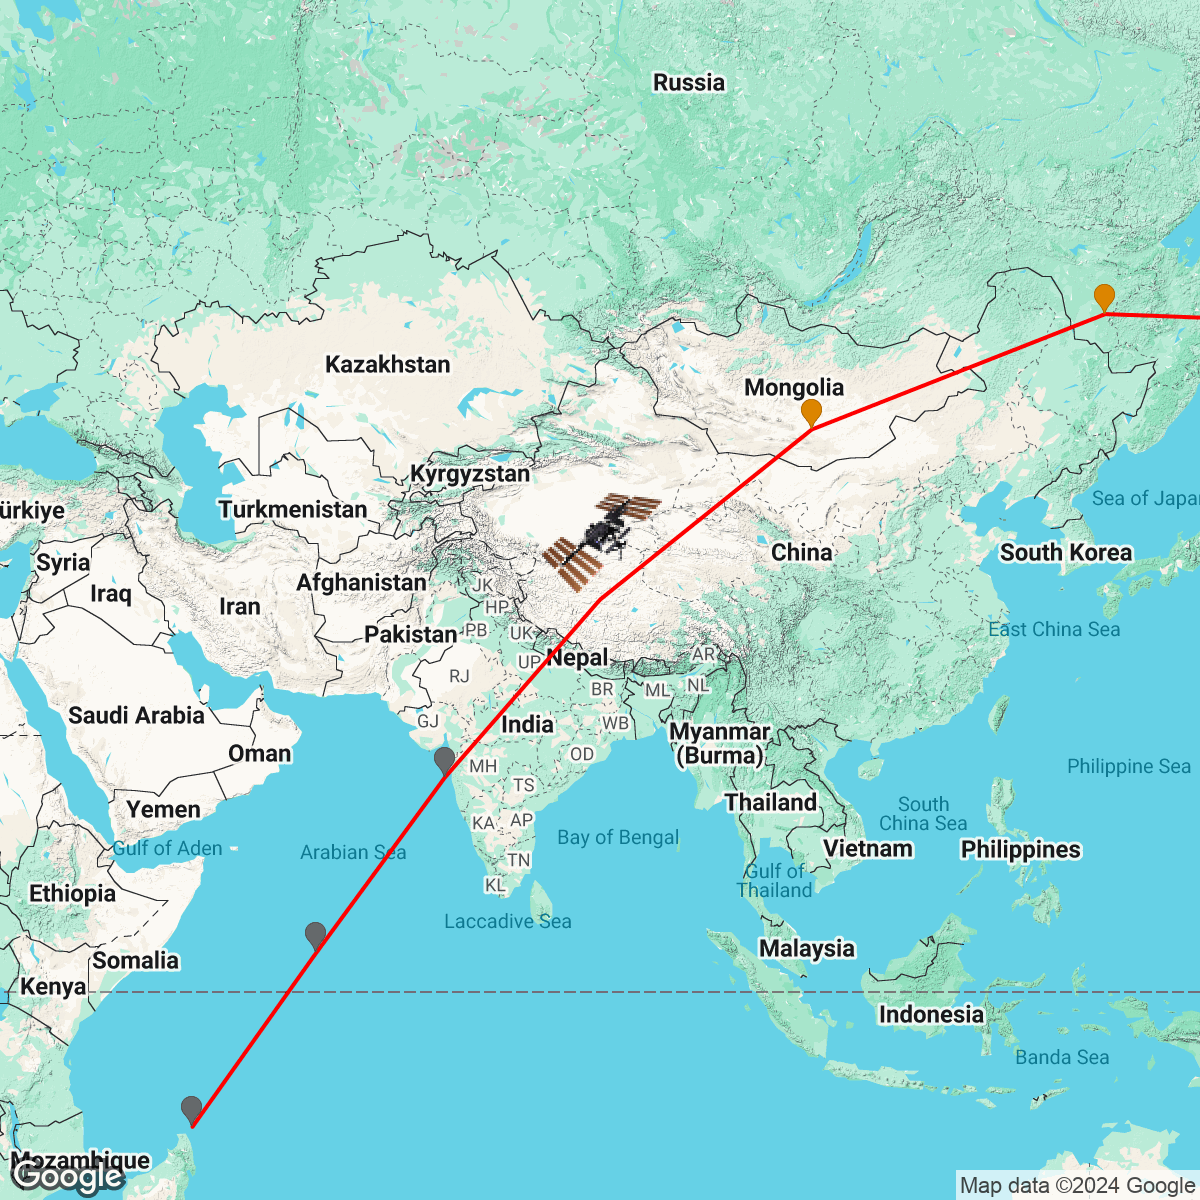 Russia
Kazakhstan
Mongolia
Kyrgyzstan
Sea of Japa
ürkiye
Turkmenistan
China
South Korea
Syria
Iraq
Afghanistan
JK
Iran
HP
Pakistan
PB
UK
East China Sea
Nepal
UP
AR
RJ
BR
ML
NL
Saudi Arabia
GJ
India
WB
Myanmar
(Burma)
Oman
MH
OD
Philippine Sea
TS
Yemen
Thailand
South
China Sea
KA
AP
Bay of Bengal
Gulf of Aden
Arabian Sea
TN
Vietnam
Philippines
Gulf of
Thailand
KL
Ethiopia
Laccadive Sea
Malaysia
Somalia
Kenya
Indonesia
Banda Sea
Mozambique
Google
Map data ©2024 Google